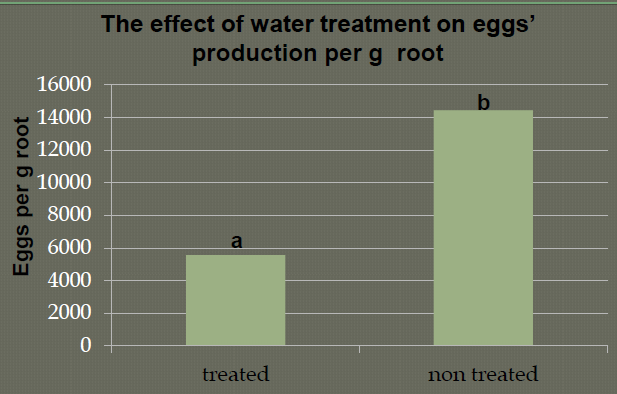 The effect of water treatment on eggs’
production per g root
Eggs per g root
16000
14000
12000
10000
8000
6000
4000
2000
0
a
b
treated
non treated